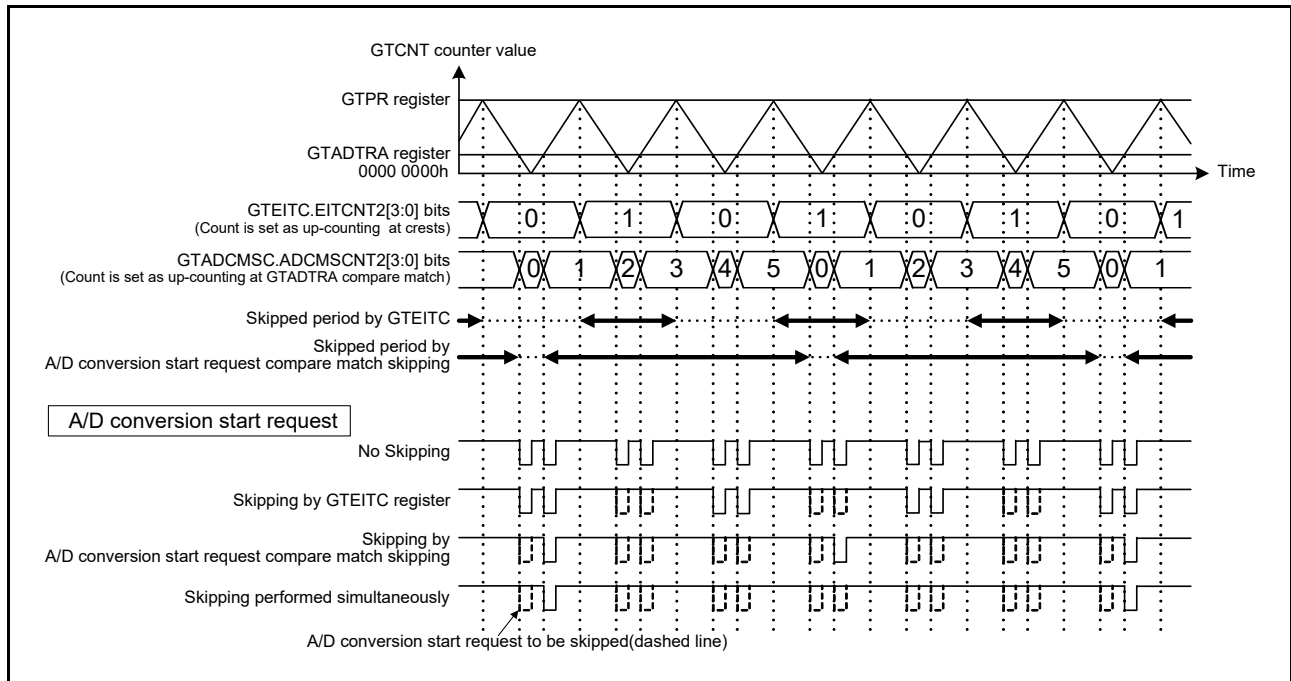 GTCNT counter value
GTPR register
GTADTRA register
0000 0000h
Time
GTEITC.EITCNT2[3:0] bits
(Count is set as up-counting at crests)
0 1 0 1 0 1 0 1
GTADCMSC.ADCMSCNT2[3:0] bits
(Count is set as up-counting at GTADTRA compare match)
0 1 2 3 4 5 0 1 2 3 4 5 0 1
Skipped period by GTEITC
Skipped period by
A/D conversion start request compare match skipping
A/D conversion start request
No Skipping
Skipping by GTEITC register
Skipping by
A/D conversion start request compare match skipping
Skipping performed simultaneously
A/D conversion start request to be skipped(dashed line)